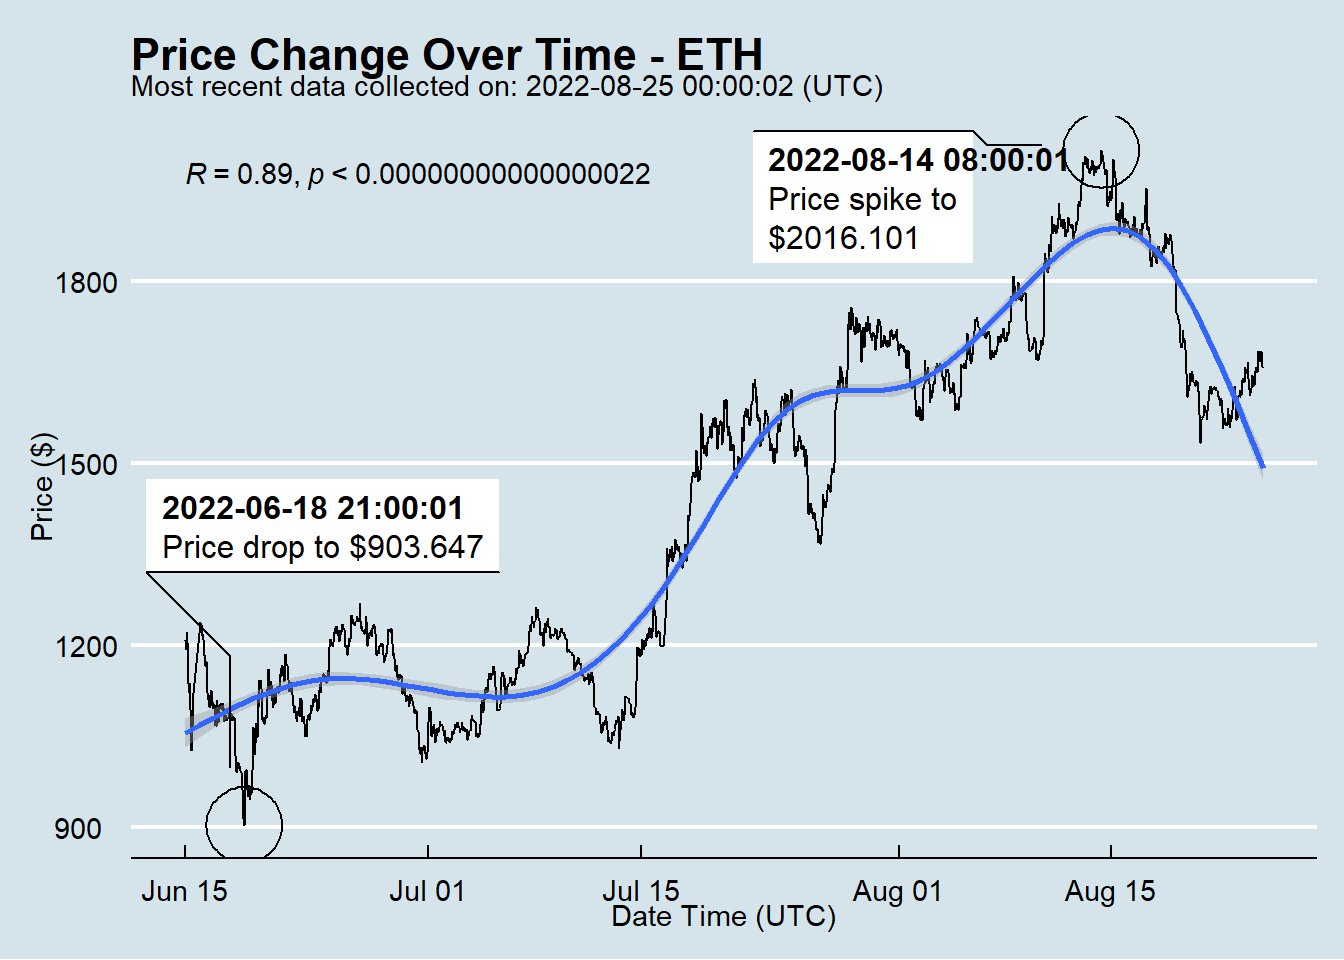 Price Change Over Time - ETH
Most recent data collected on: 2022-08-25 00:00:02 (UTC)
R = 0.89, p < 0.00000000000000022
2022-08-14 08:00:01
Price spike to
$2016.101
2022-06-18 21:00:01
Price drop to $903.647
Price ($)
1800
1500
1200
900
Jun 15
Jul 01
Jul 15
Aug 01
Aug 15
Date Time (UTC)